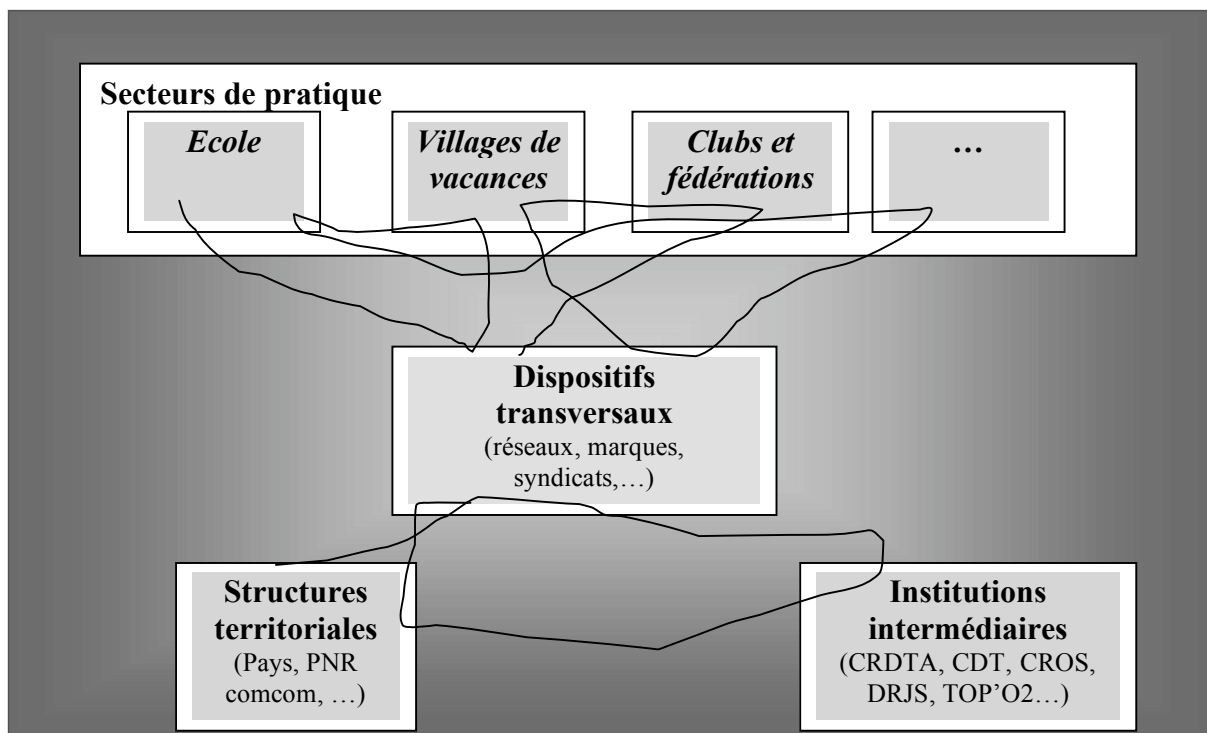 Secteurs de pratique
Ecole
Villages de
vacances
Clubs et
fédérations
…
Dispositifs
transversaux
(réseaux, marques,
syndicats,…)
Structures
territoriales
(Pays, PNR
comcom, …)
Institutions
intermédiaires
(CRDTA, CDT, CROS,
DRJS, TOP’O2…)